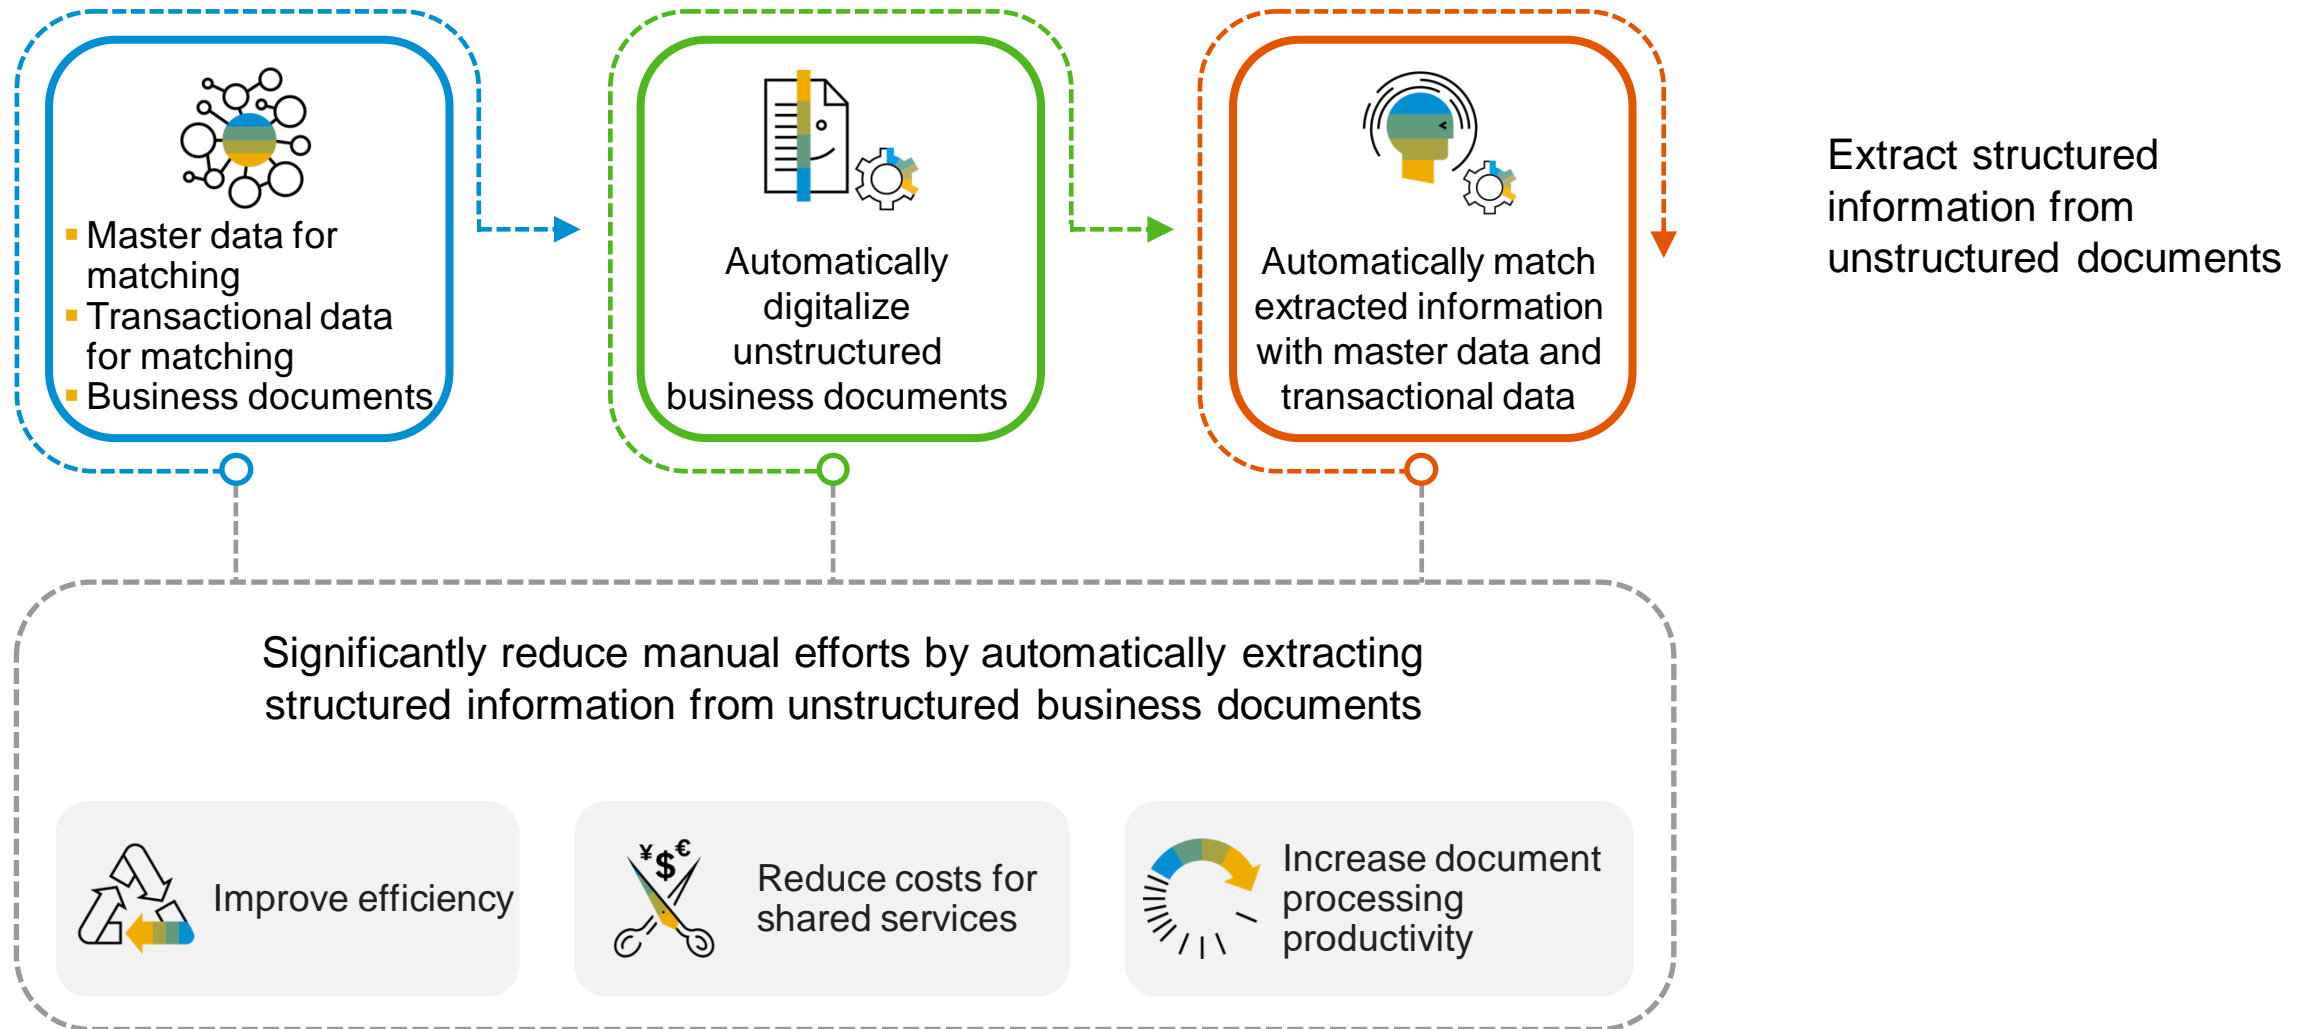 Master data for
matching
Transactional data
for matching
Business documents
Automatically
digitalize
unstructured
business documents
Automatically match
extracted information
with master data and
transactional data
Extract structured
information from
unstructured documents
Significantly reduce manual efforts by automatically extracting
structured information from unstructured business documents
Improve efficiency
¥$€
Reduce costs for
shared services
Increase document
processing
productivity